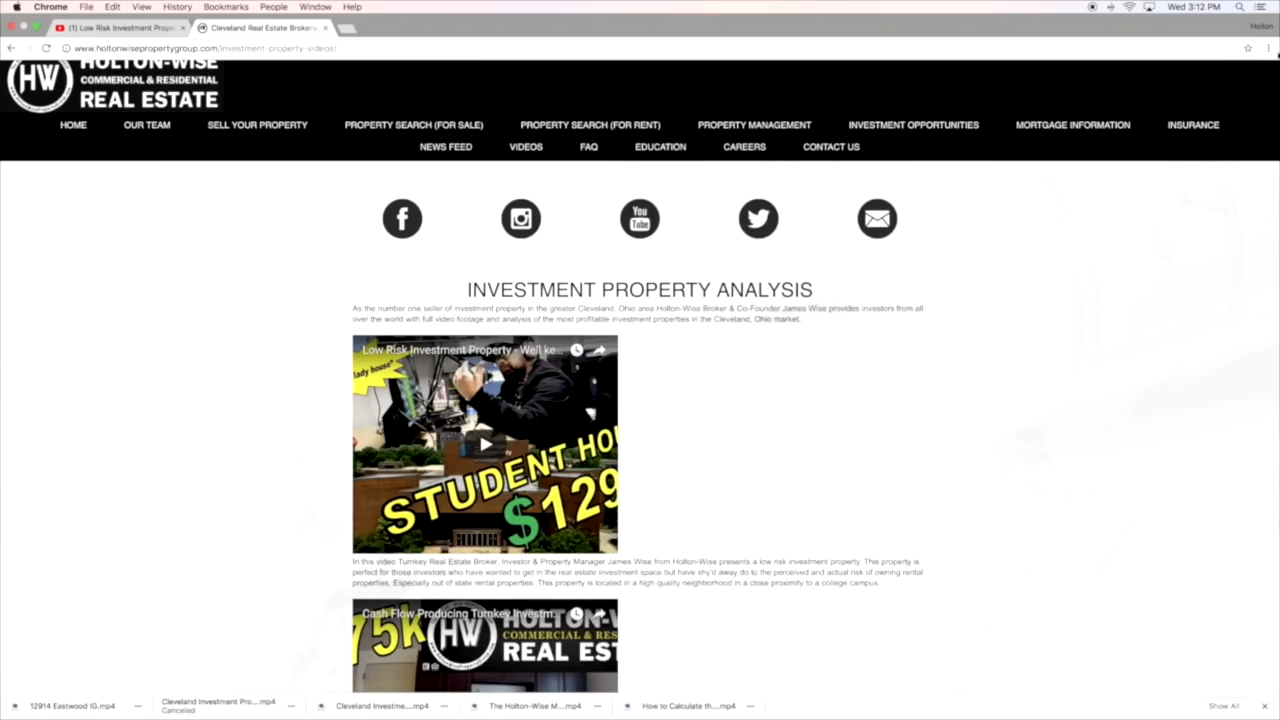 Chrome File Edit View History Bookmarks People Window Help Wed 3:12 PM
(1) Low Risk Investment Prope Cleveland Real Estate Brokers, Holton
www.holtonwisepropertygroup.com/investment-property-videos/
HW HOLTON-WISE
COMMERCIAL & RESIDENTIAL
REAL ESTATE
HOME OUR TEAM SELL YOUR PROPERTY PROPERTY SEARCH (FOR SALE) PROPERTY SEARCH (FOR RENT) PROPERTY MANAGEMENT INVESTMENT OPPORTUNITIES MORTGAGE INFORMATION INSURANCE
NEWS FEED VIDEOS FAQ EDUCATION CAREERS CONTACT US
You
Tube
INVESTMENT PROPERTY ANALYSIS
As the number one seller of investment property in the greater Cleveland, Ohio area Holton-Wise Broker & Co-Founder James Wise provides investors from all
over the world with full video footage and analysis of the most profitable investment properties in the Cleveland, Ohio market.
Low Risk Investment Property - Well ke...
lady house"
STUDENT HOU
$129
In this video Turnkey Real Estate Broker, Investor & Property Manager James Wise from Holton-Wise presents a low risk investment property. This property is
perfect for those investors who have wanted to get in the real estate investment space but have shy'd away do to the perceived and actual risk of owning rental
properties. Especially out of state rental properties. This property is located in a high quality neighborhood in a close proximity to a college campus
Cash Flow Producing Turnkey Investm...
75k HW HOLTON-W
COMMERCIAL & RES
REAL EST
12914 Eastwood IG.mp4 Cleveland Investment Pro....mp4 Cleveland Investme....mp4 The Holton-Wise M....mp4 How to Calculate th....mp4 Show All
Canceled